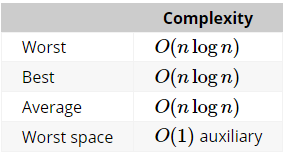 Complexity
Worst O(n log n)
Best O(n log n)
Average O(n log n)
Worst space O(1) auxiliary